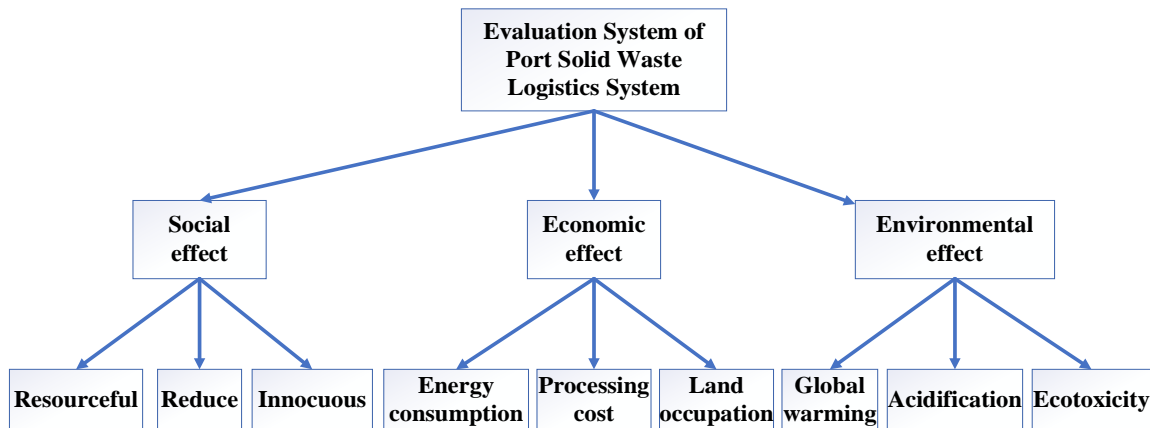 Evaluation System of
Port Solid Waste
Logistics System
Social
effect
Economic
effect
Environmental
effect
Resourceful
Reduce
Innocuous
Energy
consumption
Processing
cost
Land
occupation
Global
warming
Acidification
Ecotoxicity